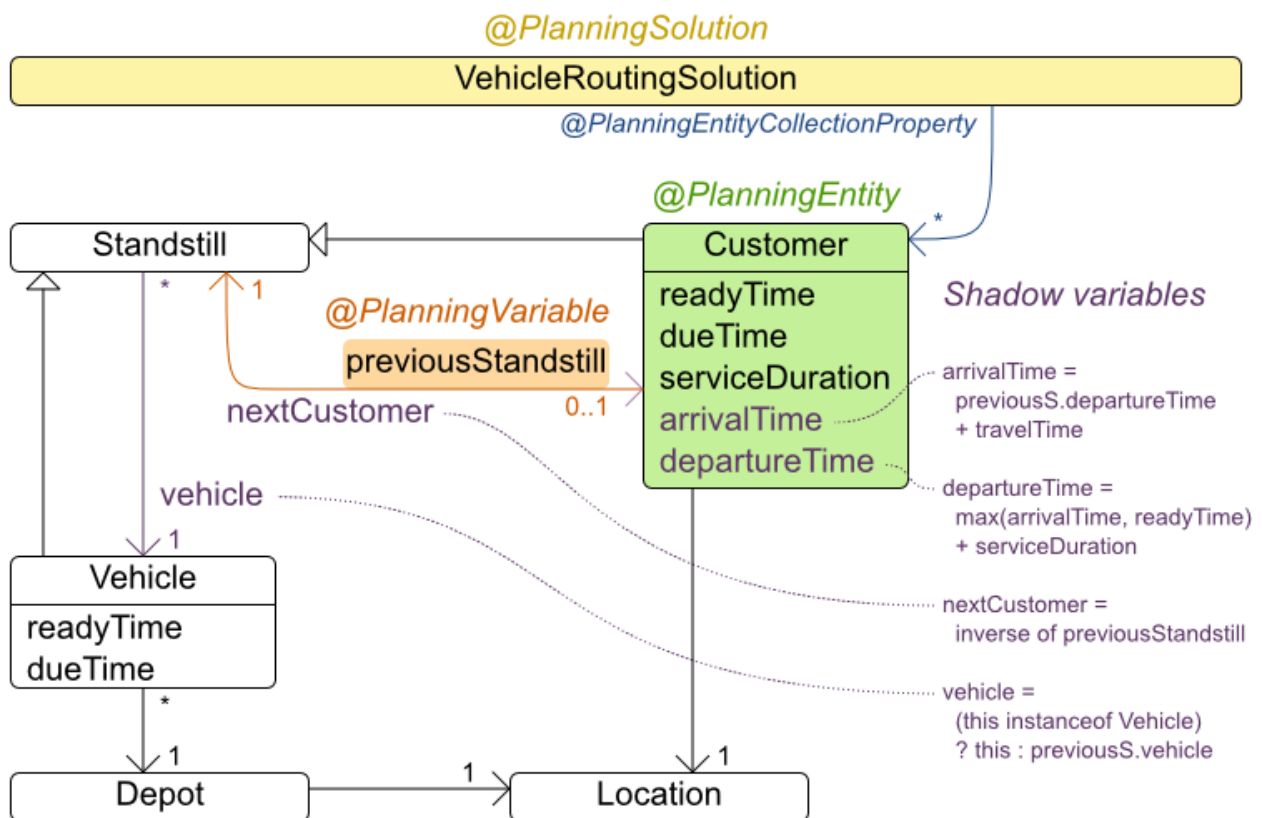 @PlanningSolution
VehicleRoutingSolution
@PlanningEntityCollectionProperty
@PlanningEntity
*
Standstill
Customer
*
1
@PlanningVariable
previousStandstill
0..1
nextCustomer
readyTime
dueTime
serviceDuration
arrivalTime
departureTime
Shadow variables
arrivalTime =
previousS.departureTime
+ travelTime
departureTime =
max(arrivalTime, readyTime)
+ serviceDuration
nextCustomer =
inverse of previousStandstill
vehicle =
(this instanceof Vehicle)
? this : previousS.vehicle
vehicle
1
Vehicle
readyTime
dueTime
*
1
Depot
1
1
Location